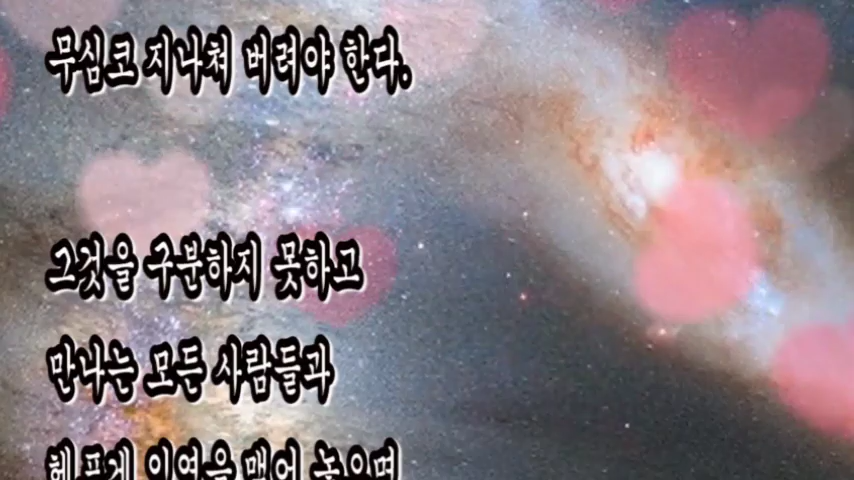 무심코 지나쳐 버려야 한다.
그것을 구분하지 못하고
만나는 모든 사람들과
헤프게 인연을 맺어 놓으면